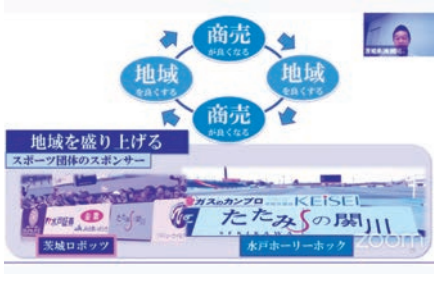 商売
が良くなる
地域
を良くする
地域
を良くする
商売
が良くなる
地域を盛り上げる
スポーツ団体のスポンサー
ガスのカンプロ
KEiSEI
たたみSの関川
茨城ロボッツ
水戸ホーリーホック
zoom